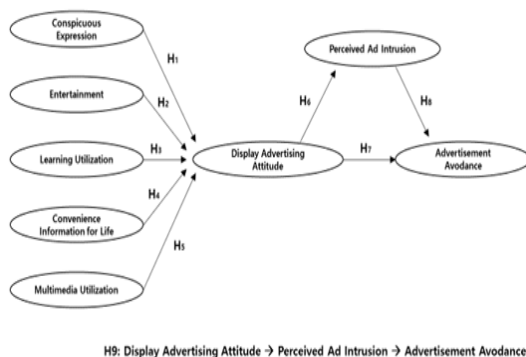 Conspicuous
Expression
H1
Entertainment
H2
Learning Utilization
H3
Convenience
Information for Life
H4
Multimedia Utilization
H5
Display Advertising
Attitude
H6
Perceived Ad Intrusion
H8
H7
Advertisement
Avodance
H9: Display Advertising Attitude → Perceived Ad Intrusion → Advertisement Avodance